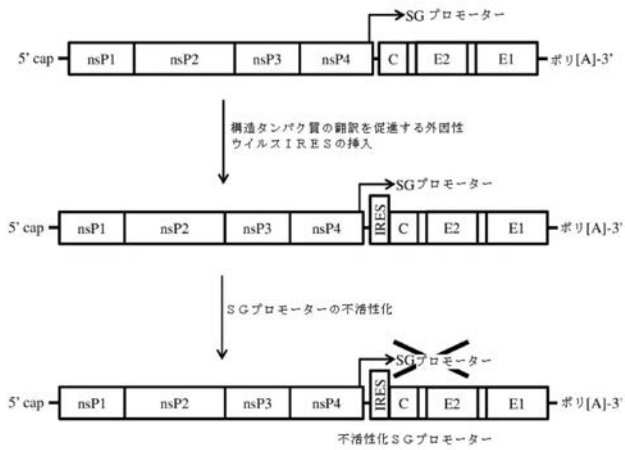 SG プロモーター
5' cap nsP1 nsP2 nsP3 nsP4 C E2 E1 ポリ[A]-3'
構造タンパク質の翻訳を促進する外因性
ウイルスＩＲＥＳの挿入
SGプロモーター
5' cap nsP1 nsP2 nsP3 nsP4 IRES C E2 E1 ポリ[A]-3'
ＳＧプロモーターの不活性化
SGプロモーター
5' cap nsP1 nsP2 nsP3 nsP4 IRES C E2 E1 ポリ[A]-3'
不活性化ＳＧプロモーター